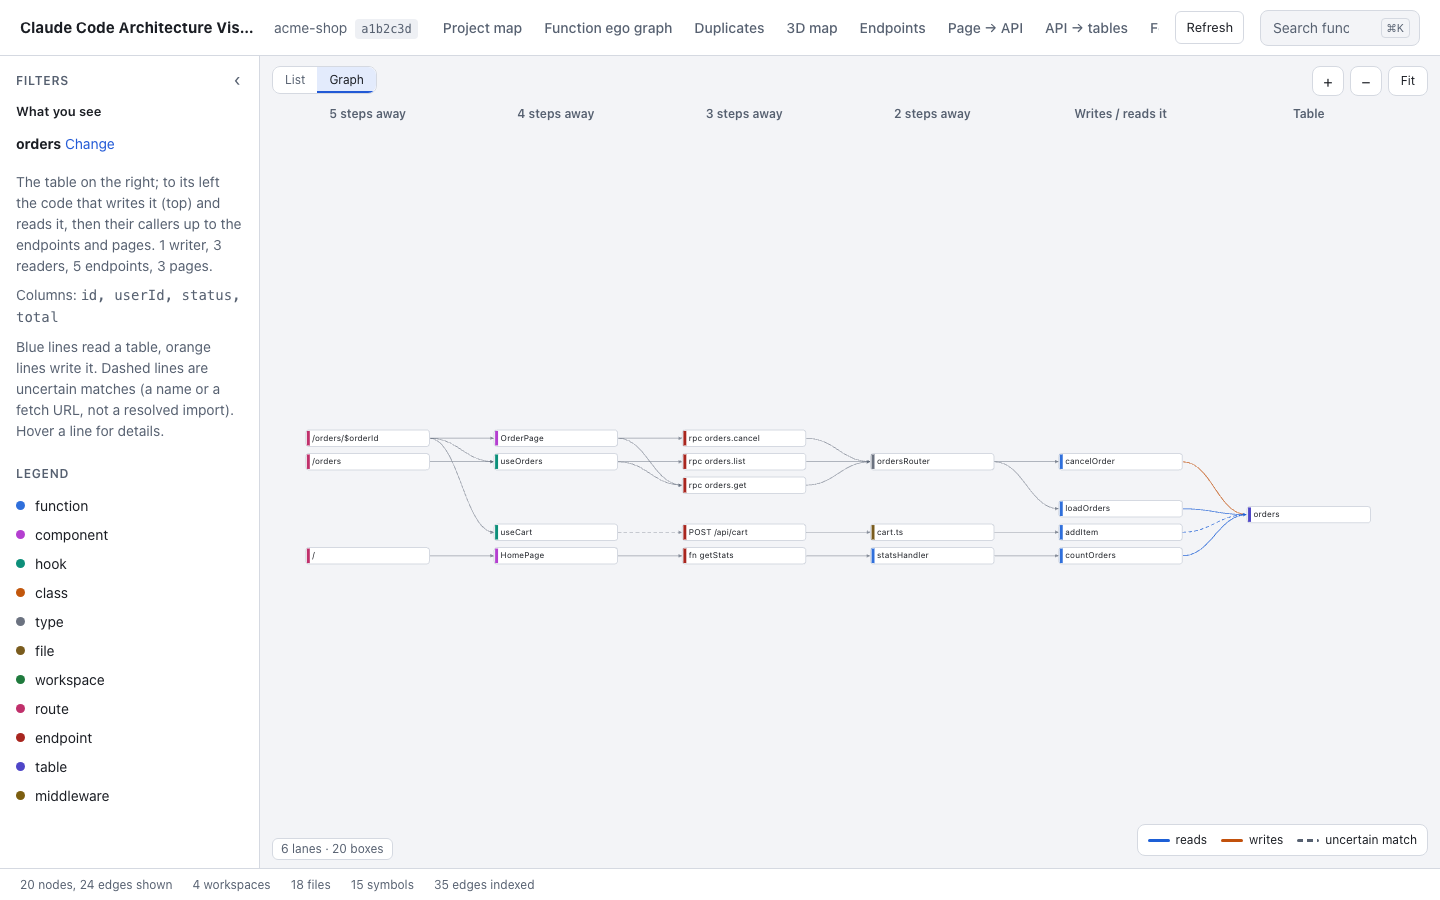 Claude Code Architecture Vis...
acme-shop a1b2c3d Project map Function ego graph Duplicates 3D map Endpoints Page → API API → tables F Refresh Search func ⌘K
FILTERS
What you see
orders Change
The table on the right; to its left
the code that writes it (top) and
reads it, then their callers up to the
endpoints and pages. 1 writer, 3
readers, 5 endpoints, 3 pages.
Columns: id, userId, status,
total
Blue lines read a table, orange
lines write it. Dashed lines are
uncertain matches (a name or a
fetch URL, not a resolved import).
Hover a line for details.
LEGEND
function
component
hook
class
type
file
workspace
route
endpoint
table
middleware
List Graph + − Fit
5 steps away 4 steps away 3 steps away 2 steps away Writes / reads it Table
/orders/$orderId OrderPage rpc orders.cancel
/orders useOrders rpc orders.list ordersRouter cancelOrder
rpc orders.get
loadOrders
orders
useCart POST /api/cart cart.ts addItem
/ HomePage fn getStats statsHandler countOrders
6 lanes · 20 boxes
reads writes uncertain match
20 nodes, 24 edges shown 4 workspaces 18 files 15 symbols 35 edges indexed